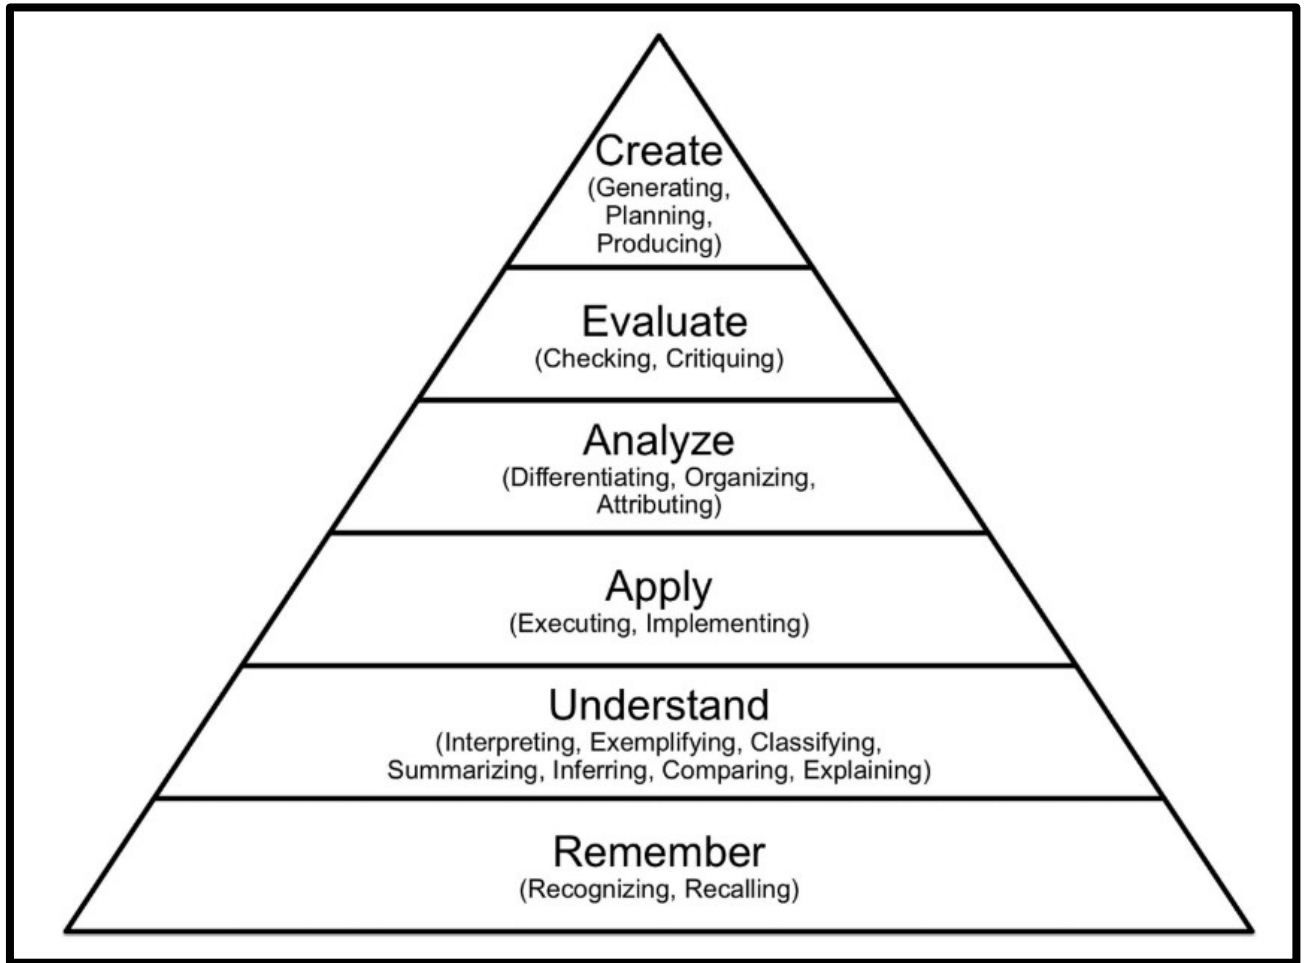 Create
(Generating,
Planning,
Producing)
Evaluate
(Checking, Critiquing)
Analyze
(Differentiating, Organizing,
Attributing)
Apply
(Executing, Implementing)
Understand
(Interpreting, Exemplifying, Classifying,
Summarizing, Inferring, Comparing, Explaining)
Remember
(Recognizing, Recalling)